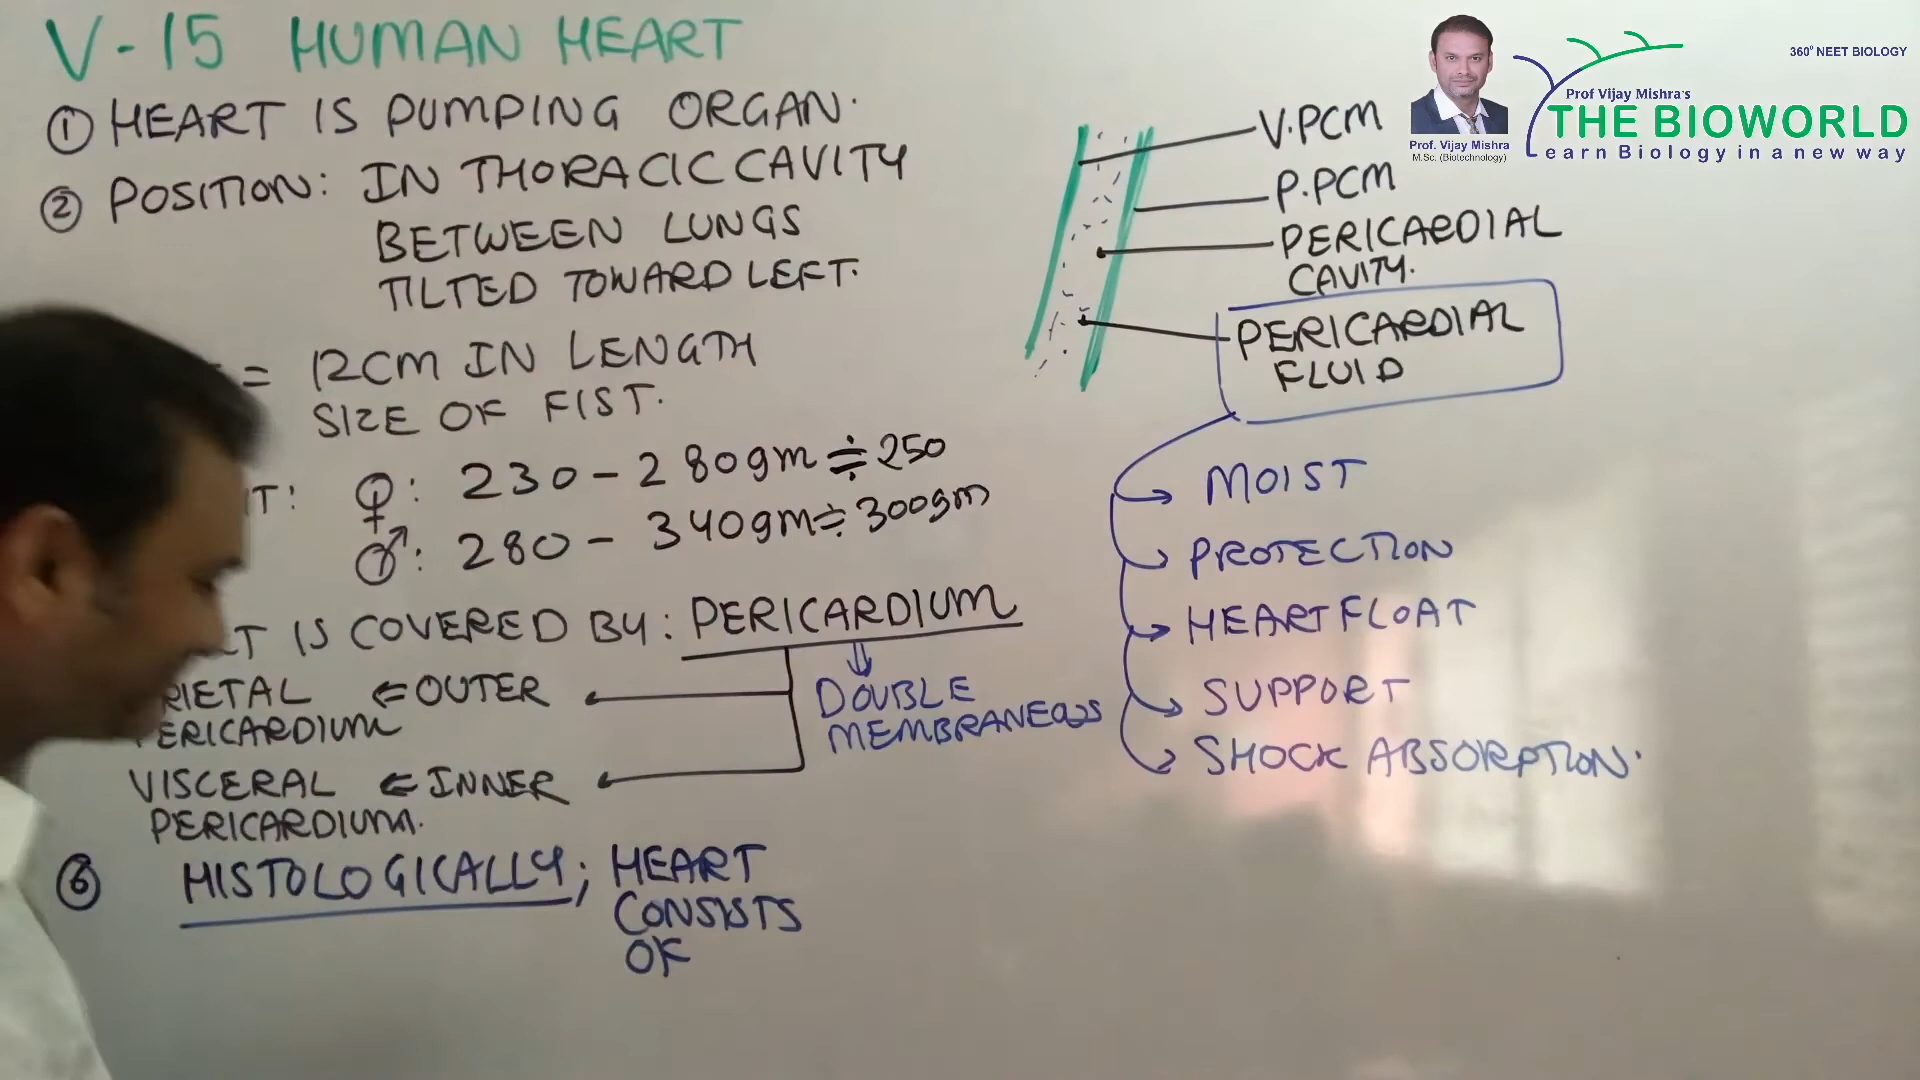 V-15 HUMAN HEART
① HEART IS PUMPING ORGAN.
② POSITION: IN THORACIC CAVITY
BETWEEN LUNGS
TILTED TOWARD LEFT.
= 12CM IN LENGTH
SIZE OF FIST.
T: ♀: 230 - 280gm ≑ 250
♂: 280 - 340gm ≑ 300gm
T IS COVERED BY: PERICARDIUM
RIETAL ⇐ OUTER
PERICARDIUM
VISCERAL ⇐ INNER
PERICARDIUM.
⇓
DOUBLE
MEMBRANEOUS
⑥ HISTOLOGICALLY; HEART
CONSISTS
OF
V.PCM
P.PCM
PERICARDIAL
CAVITY.
PERICARDIAL
FLUID
MOIST
PROTECTION
HEART FLOAT
SUPPORT
SHOCK ABSORPTION.
360° NEET BIOLOGY
Prof Vijay Mishra's
THE BIOWORLD
Learn Biology in a new way
Prof. Vijay Mishra
M.Sc. (Biotechnology)